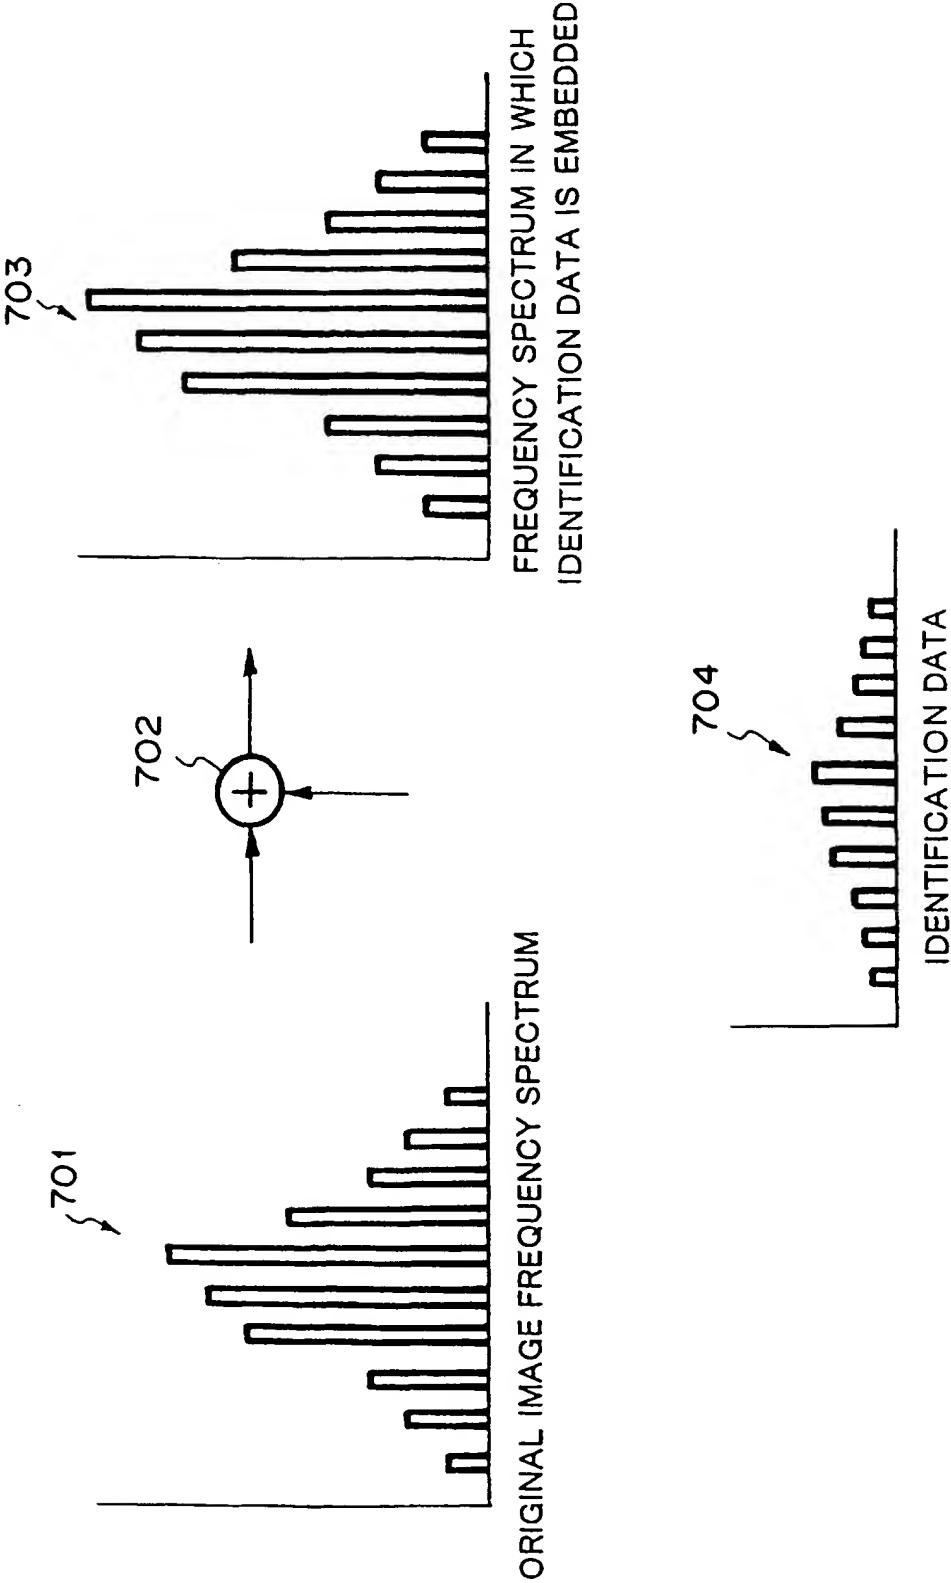 701
ORIGINAL IMAGE FREQUENCY SPECTRUM
702
+
703
FREQUENCY SPECTRUM IN WHICH
IDENTIFICATION DATA IS EMBEDDED
704
IDENTIFICATION DATA